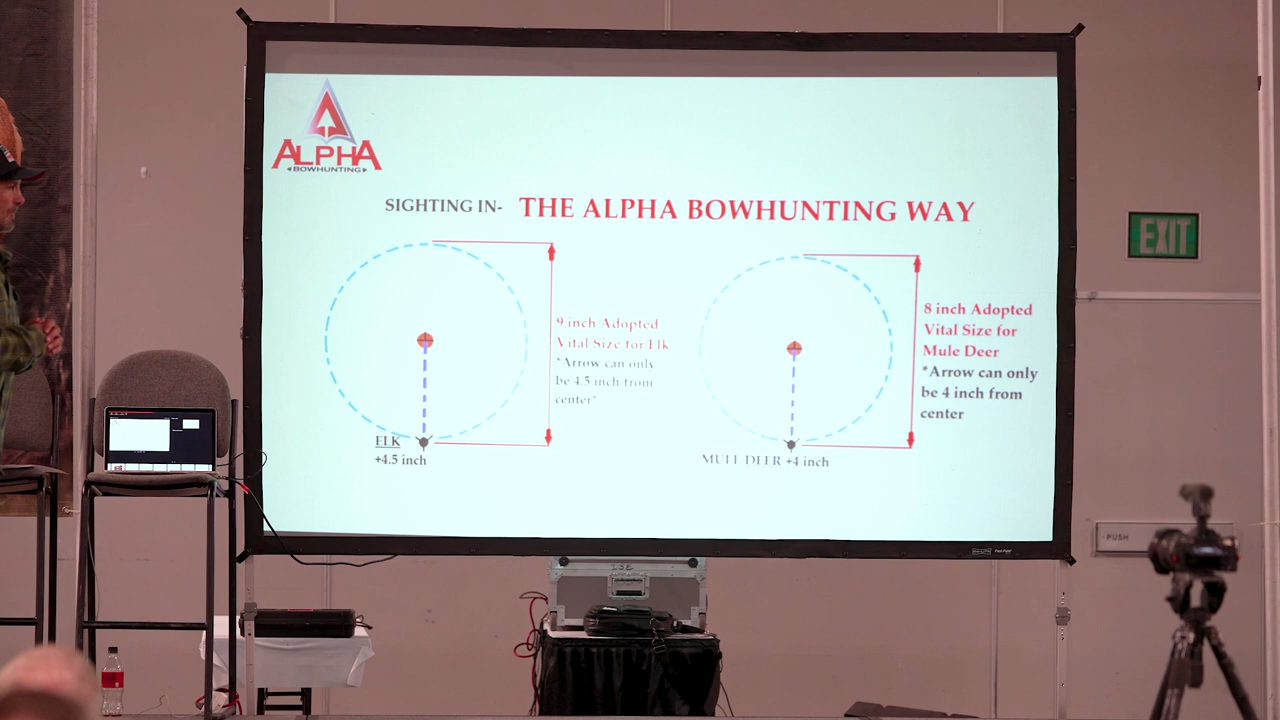 ALPHA
BOWHUNTING
SIGHTING IN- THE ALPHA BOWHUNTING WAY
9 inch Adopted
Vital Size for Elk
*Arrow can only
be 4.5 inch from
center*
ELK
+4.5 inch
8 inch Adopted
Vital Size for
Mule Deer
*Arrow can only
be 4 inch from
center
MULE DEER +4 inch
EXIT
PUSH